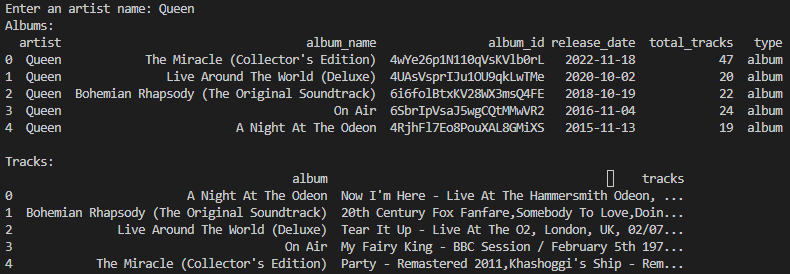 Enter an artist name: Queen
Albums:
artist album_name album_id release_date total_tracks type
0 Queen The Miracle (Collector's Edition) 4wYe26p1N110qVsKVlb0rL 2022-11-18 47 album
1 Queen Live Around The World (Deluxe) 4UAsVsprIJu1OU9qkLwTMe 2020-10-02 20 album
2 Queen Bohemian Rhapsody (The Original Soundtrack) 6i6folBtxKV28WX3msQ4FE 2018-10-19 22 album
3 Queen On Air 6SbrIpVsaJ5wgCQtMMwVR2 2016-11-04 24 album
4 Queen A Night At The Odeon 4RjhFl7Eo8PouXAL8GMiXS 2015-11-13 19 album
Tracks:
album tracks
0 A Night At The Odeon Now I'm Here - Live At The Hammersmith Odeon, ...
1 Bohemian Rhapsody (The Original Soundtrack) 20th Century Fox Fanfare,Somebody To Love,Doin...
2 Live Around The World (Deluxe) Tear It Up - Live At The O2, London, UK, 02/07...
3 On Air My Fairy King - BBC Session / February 5th 197...
4 The Miracle (Collector's Edition) Party - Remastered 2011,Khashoggi's Ship - Rem...